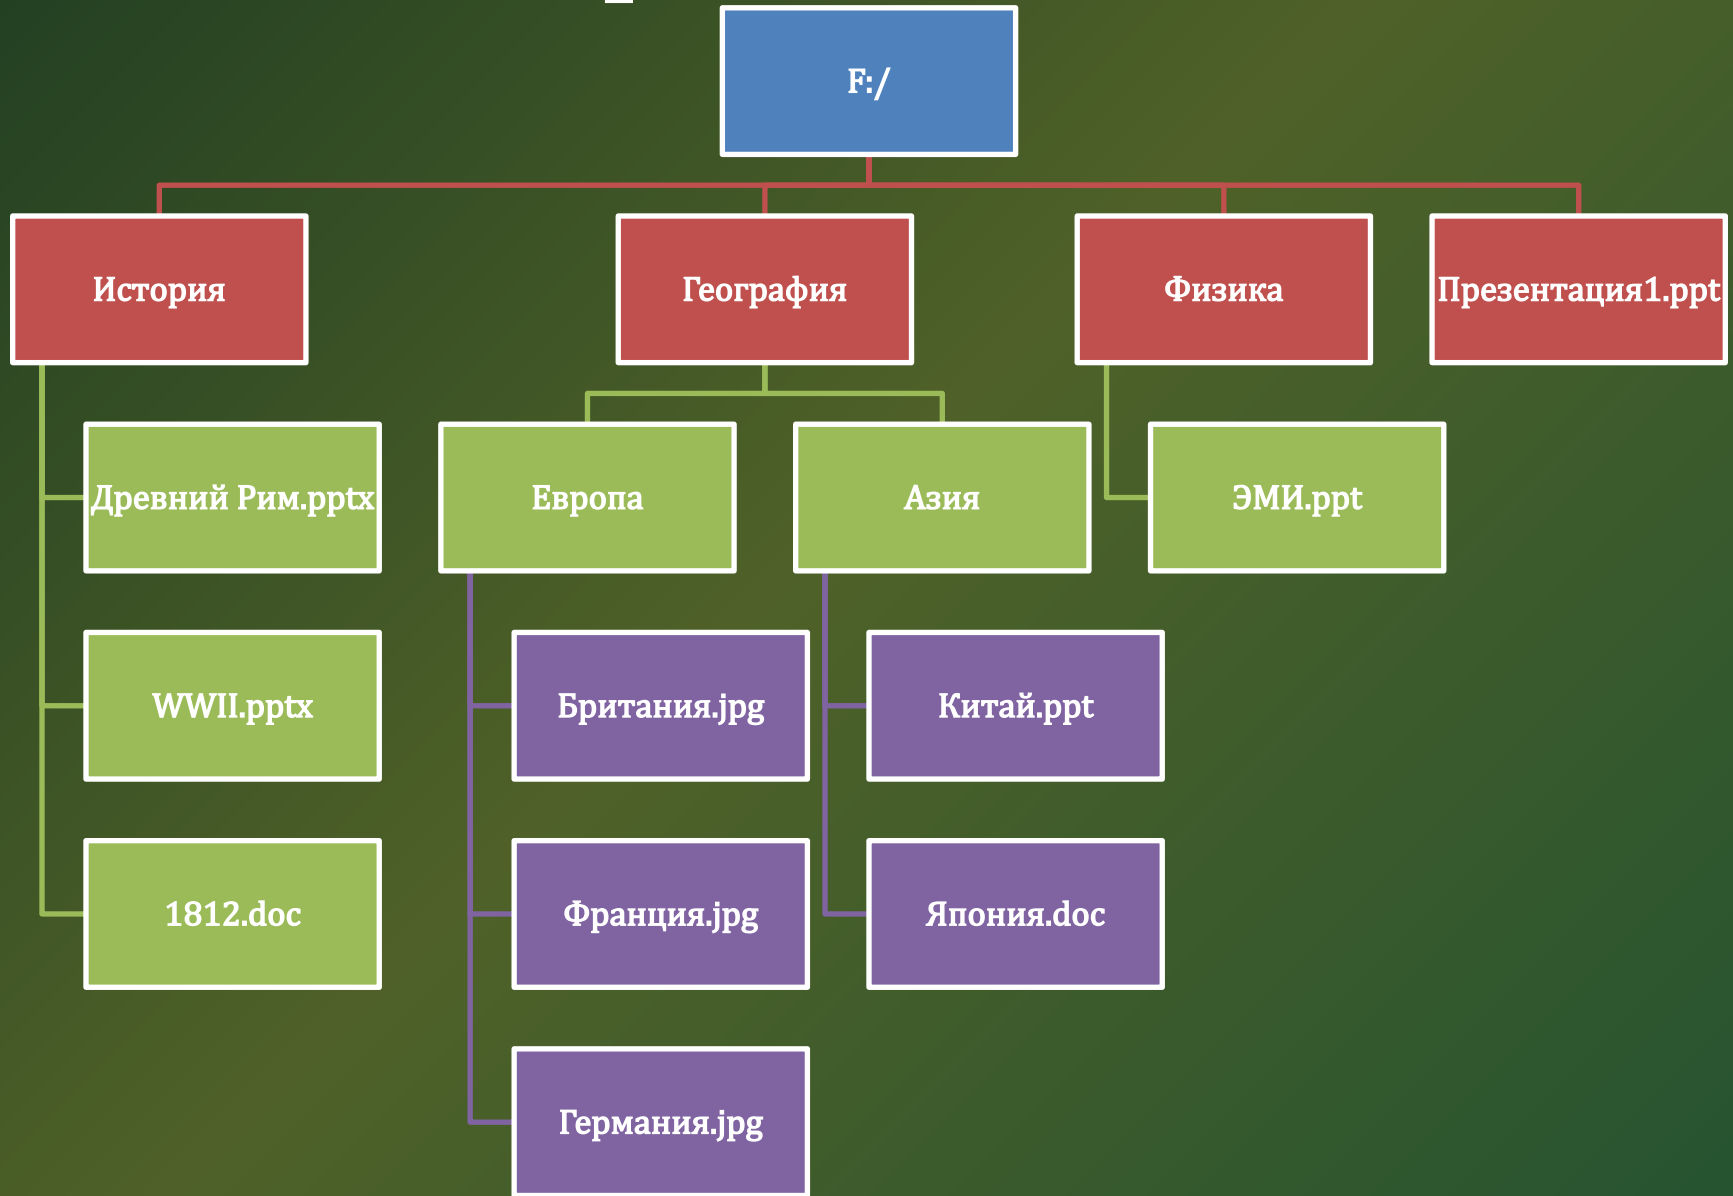 F:/
История
География
Физика
Презентация1.ppt
Древний Рим.pptx
Европа
Азия
ЭМИ.ppt
WWII.pptx
Британия.jpg
Китай.ppt
1812.doc
Франция.jpg
Япония.doc
Германия.jpg